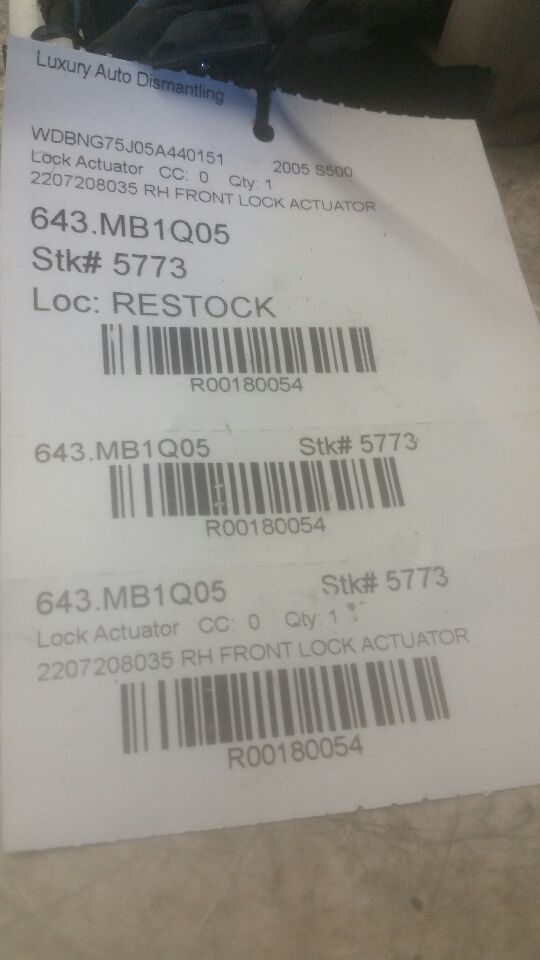 Luxury Auto Dismantling
WDBNG75J05A440151 2005 S500
Lock Actuator CC: 0 Qty: 1
2207208035 RH FRONT LOCK ACTUATOR
643.MB1Q05
Stk# 5773
Loc: RESTOCK
R00180054
643.MB1Q05 Stk# 5773
R00180054
643.MB1Q05 Stk# 5773
Lock Actuator CC: 0 Qty: 1
2207208035 RH FRONT LOCK ACTUATOR
R00180054